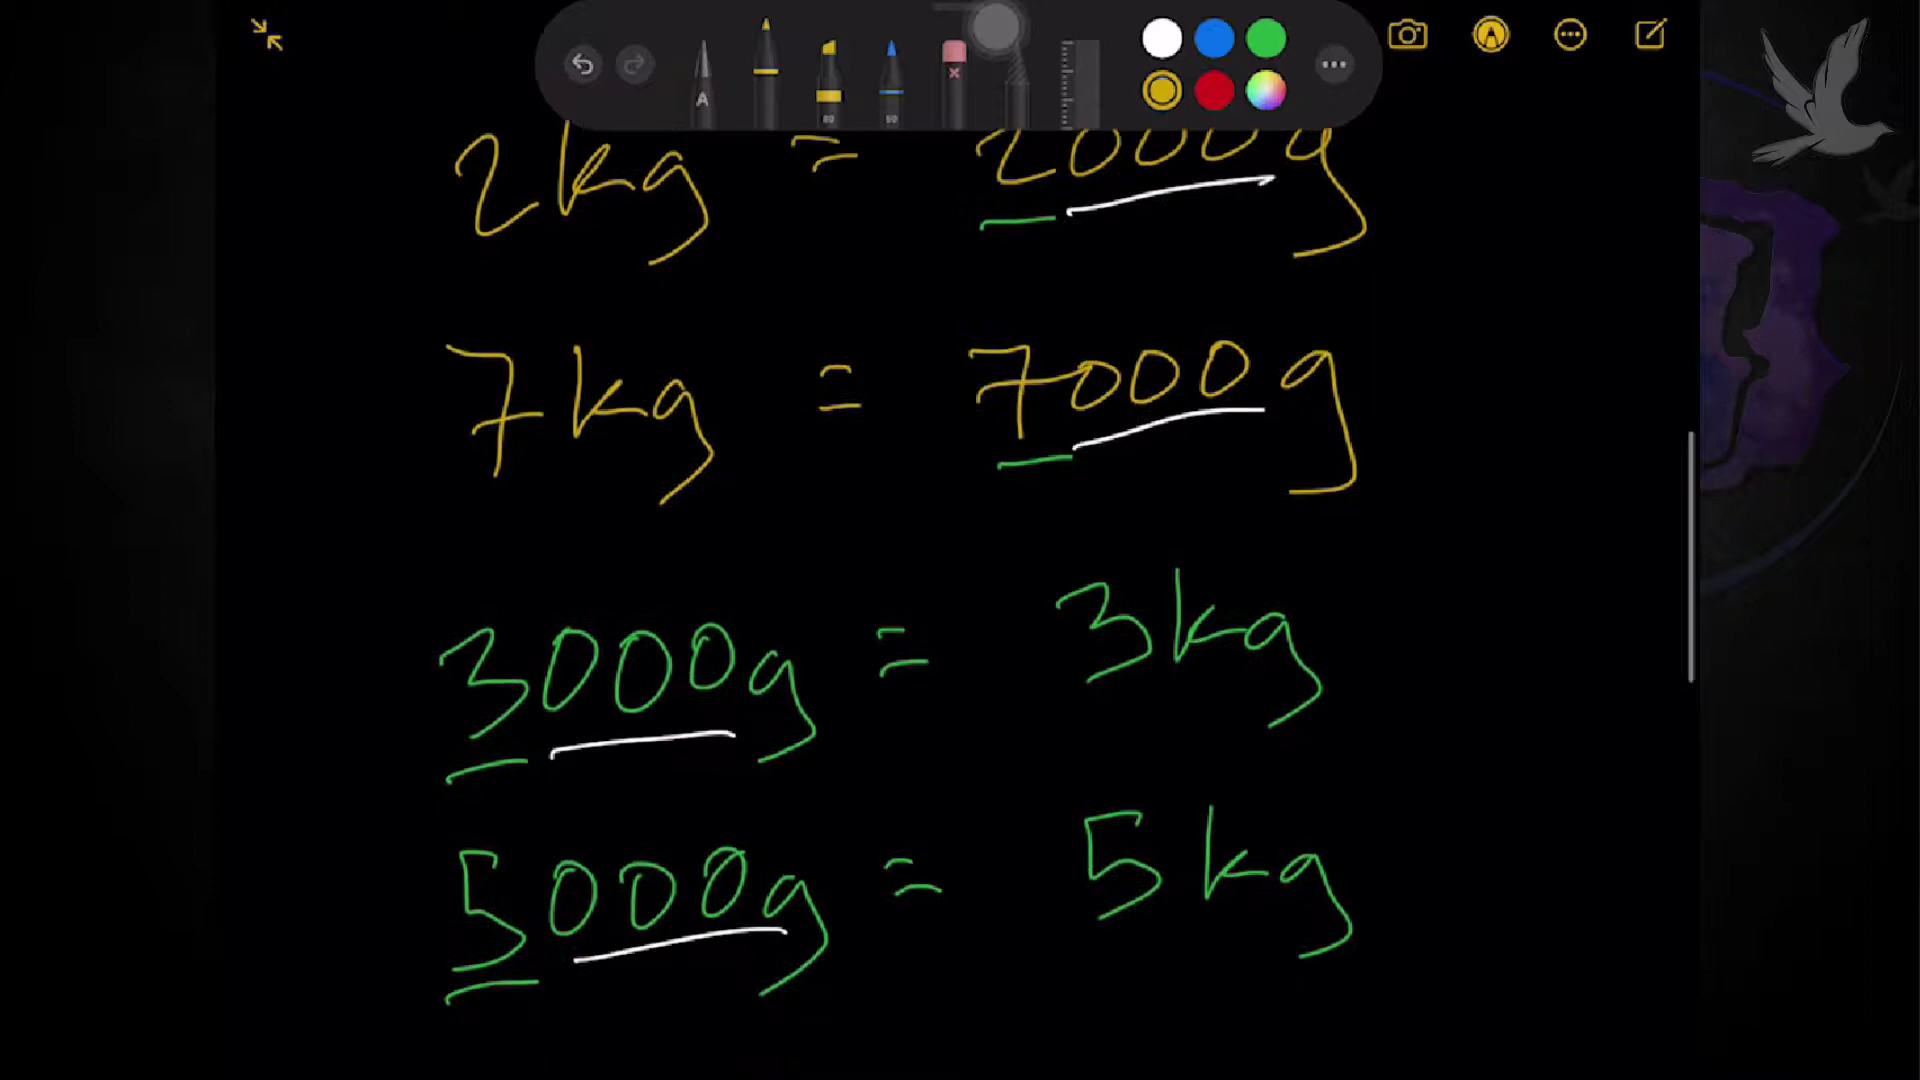 2kg = 2000g
7kg = 7000g
3000g = 3kg
5000g = 5kg